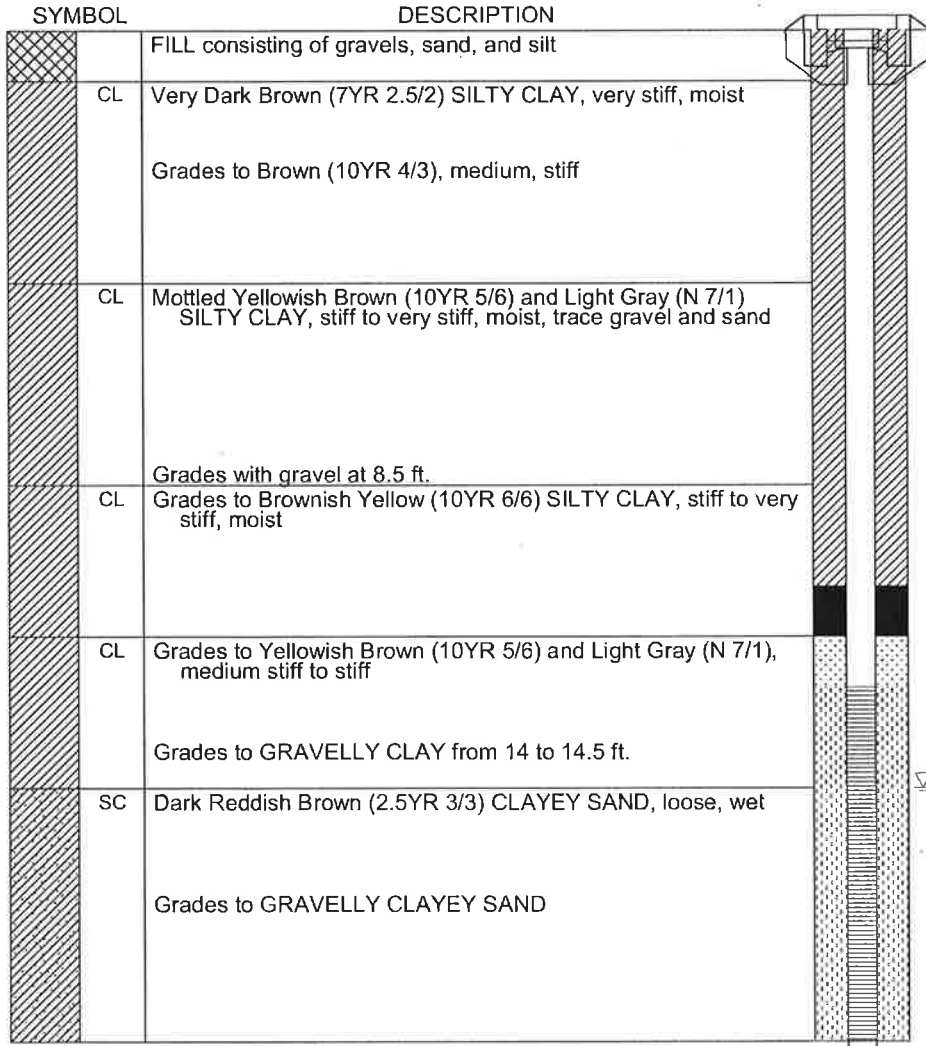 SYMBOL DESCRIPTION
FILL consisting of gravels, sand, and silt
CL Very Dark Brown (7YR 2.5/2) SILTY CLAY, very stiff, moist
Grades to Brown (10YR 4/3), medium, stiff
CL Mottled Yellowish Brown (10YR 5/6) and Light Gray (N 7/1)
SILTY CLAY, stiff to very stiff, moist, trace gravel and sand
Grades with gravel at 8.5 ft.
CL Grades to Brownish Yellow (10YR 6/6) SILTY CLAY, stiff to very
stiff, moist
CL Grades to Yellowish Brown (10YR 5/6) and Light Gray (N 7/1),
medium stiff to stiff
Grades to GRAVELLY CLAY from 14 to 14.5 ft.
SC Dark Reddish Brown (2.5YR 3/3) CLAYEY SAND, loose, wet
Grades to GRAVELLY CLAYEY SAND